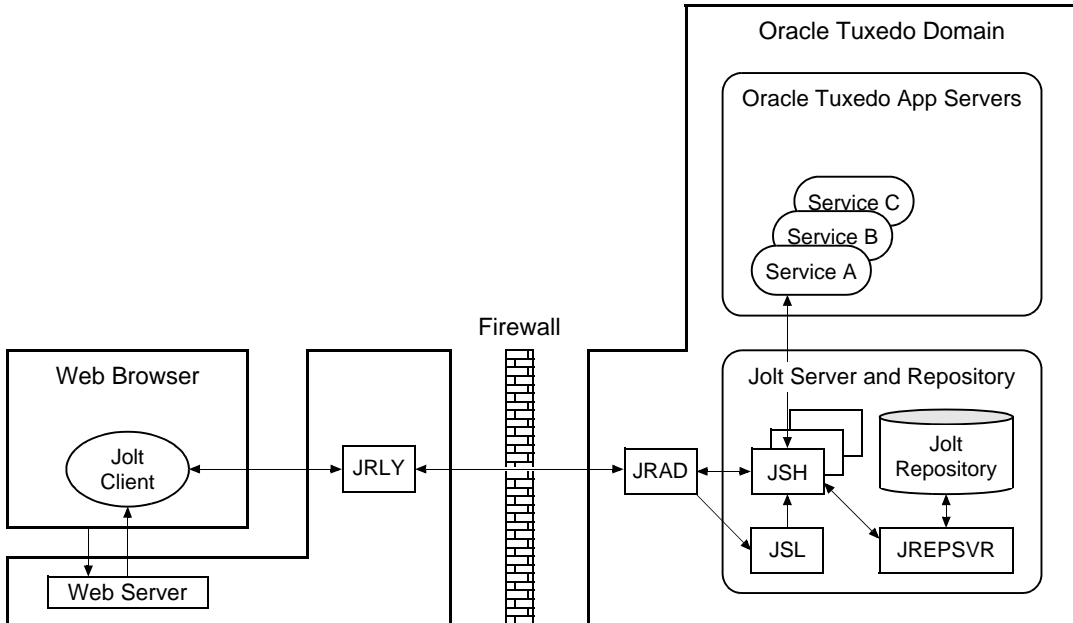 Oracle Tuxedo Domain
Oracle Tuxedo App Servers
Service C
Service B
Service A
Firewall
Web Browser
Jolt Server and Repository
Jolt
Client
JRLY
JRAD
JSH
Jolt
Repository
JSL
JREPSVR
Web Server